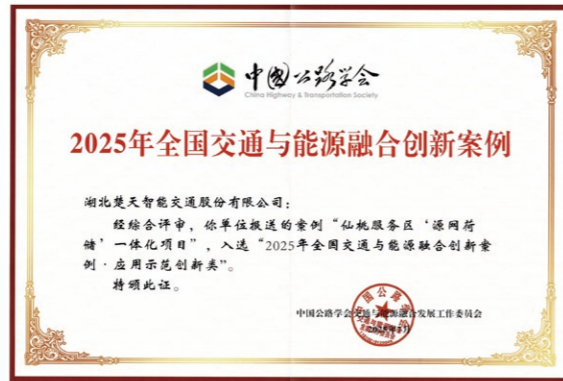 中国公路学会
China Highway & Transportation Society
2025年全国交通与能源融合创新案例
湖北楚天智能交通股份有限公司：
经综合评审，你单位报送的案例“仙桃服务区‘源网荷
储’一体化项目”，入选“2025年全国交通与能源融合创新案
例·应用示范创新类”。
特颁此证。
中国公路学会交通与能源融合发展工作委员会